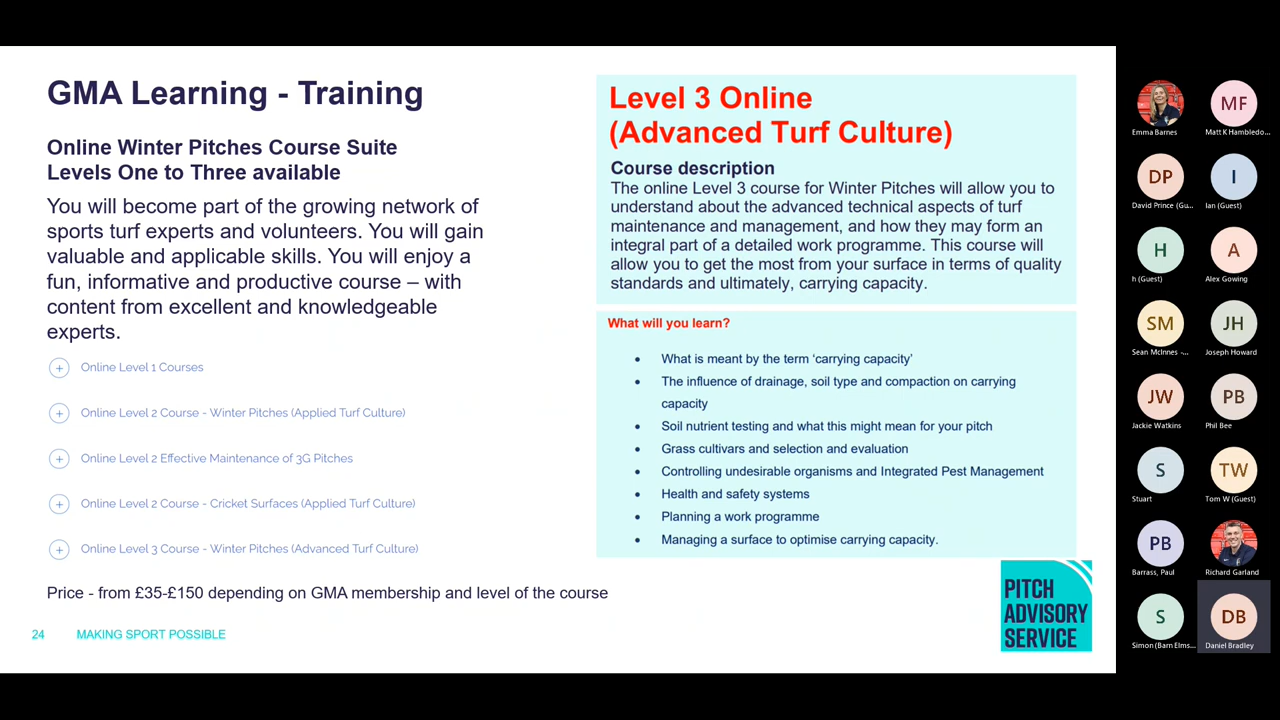 GMA Learning - Training
Online Winter Pitches Course Suite
Levels One to Three available
You will become part of the growing network of
sports turf experts and volunteers. You will gain
valuable and applicable skills. You will enjoy a
fun, informative and productive course – with
content from excellent and knowledgeable
experts.
+ Online Level 1 Courses
+ Online Level 2 Course - Winter Pitches (Applied Turf Culture)
+ Online Level 2 Effective Maintenance of 3G Pitches
+ Online Level 2 Course - Cricket Surfaces (Applied Turf Culture)
+ Online Level 3 Course - Winter Pitches (Advanced Turf Culture)
Price - from £35-£150 depending on GMA membership and level of the course
24 MAKING SPORT POSSIBLE
Level 3 Online
(Advanced Turf Culture)
Course description
The online Level 3 course for Winter Pitches will allow you to
understand about the advanced technical aspects of turf
maintenance and management, and how they may form an
integral part of a detailed work programme. This course will
allow you to get the most from your surface in terms of quality
standards and ultimately, carrying capacity.
What will you learn?
• What is meant by the term ‘carrying capacity’
• The influence of drainage, soil type and compaction on carrying
capacity
• Soil nutrient testing and what this might mean for your pitch
• Grass cultivars and selection and evaluation
• Controlling undesirable organisms and Integrated Pest Management
• Health and safety systems
• Planning a work programme
• Managing a surface to optimise carrying capacity.
PITCH
ADVISORY
SERVICE
MF
Emma Barnes Matt K Hambledo...
DP I
David Prince (Gu... Ian (Guest)
H A
h (Guest) Alex Gowing
SM JH
Sean McInnes -... Joseph Howard
JW PB
Jackie Watkins Phil Bee
S TW
Stuart Tom W (Guest)
PB
Barrass, Paul Richard Garland
S DB
Simon (Barn Elms... Daniel Bradley